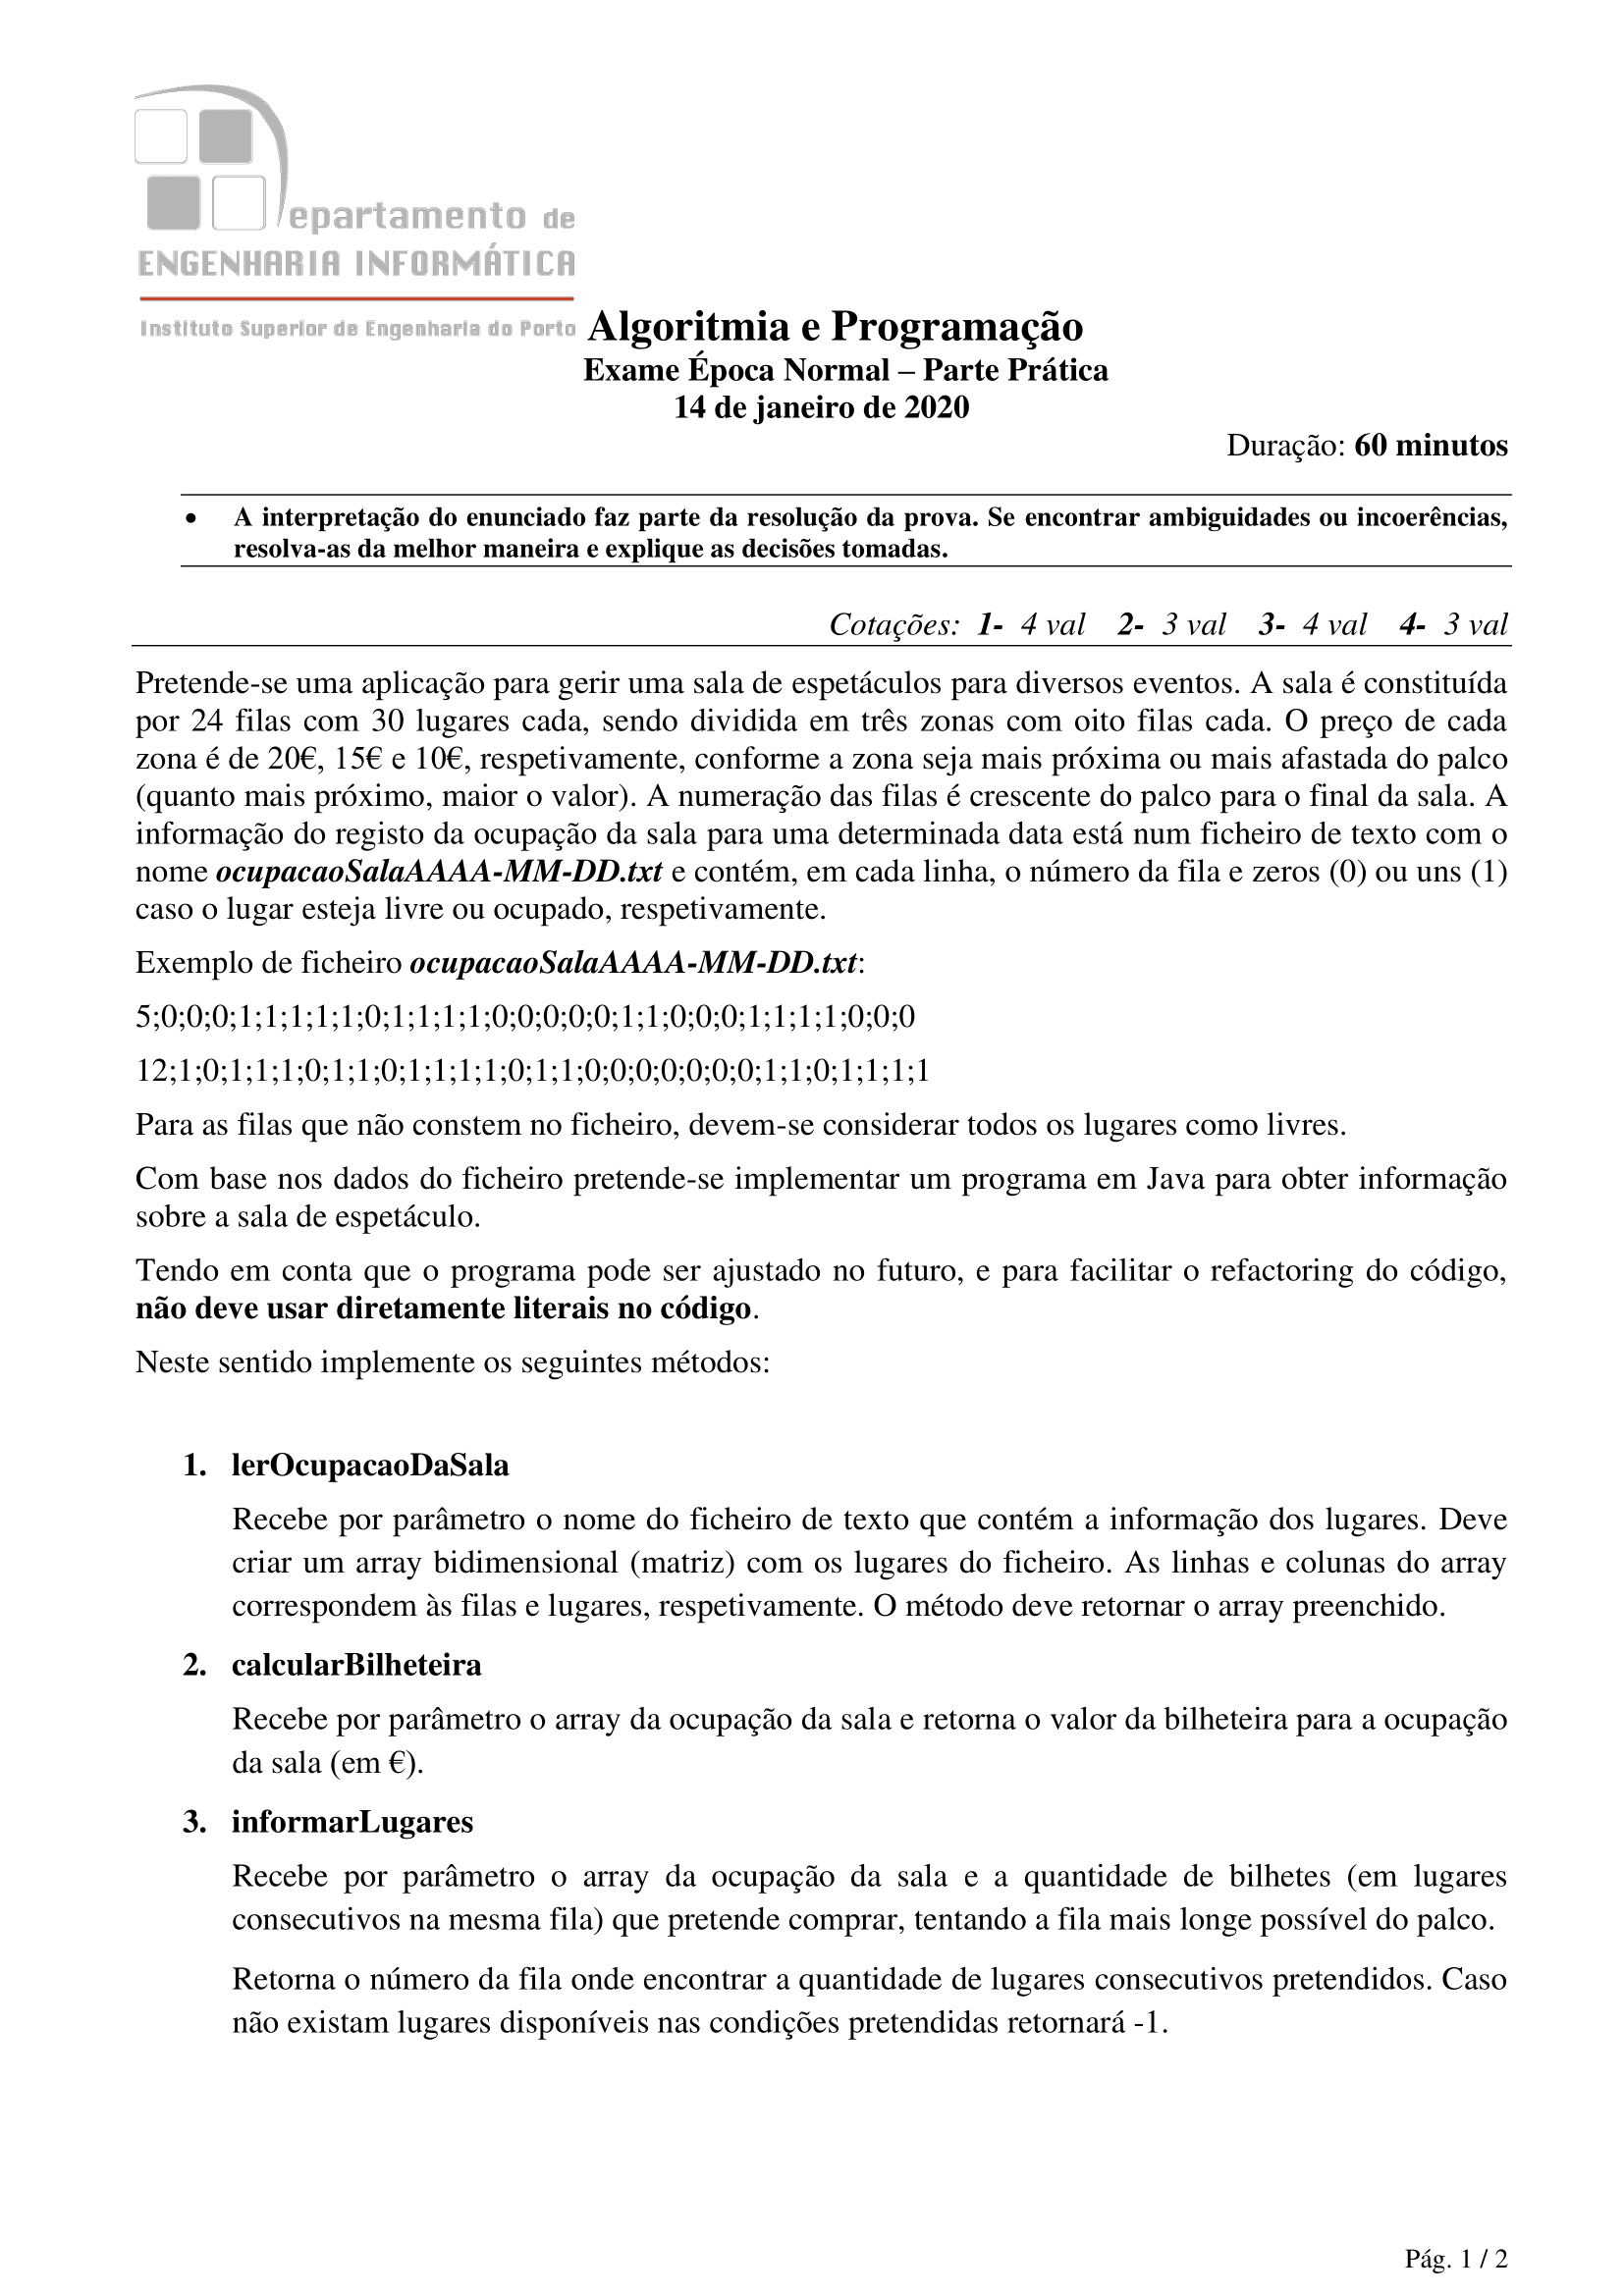 Departamento de
ENGENHARIA INFORMÁTICA
Instituto Superior de Engenharia do Porto
Algoritmia e Programação
Exame Época Normal – Parte Prática
14 de janeiro de 2020
Duração: 60 minutos
• A interpretação do enunciado faz parte da resolução da prova. Se encontrar ambiguidades ou incoerências,
resolva-as da melhor maneira e explique as decisões tomadas.
Cotações: 1- 4 val 2- 3 val 3- 4 val 4- 3 val
Pretende-se uma aplicação para gerir uma sala de espetáculos para diversos eventos. A sala é constituída
por 24 filas com 30 lugares cada, sendo dividida em três zonas com oito filas cada. O preço de cada
zona é de 20€, 15€ e 10€, respetivamente, conforme a zona seja mais próxima ou mais afastada do palco
(quanto mais próximo, maior o valor). A numeração das filas é crescente do palco para o final da sala. A
informação do registo da ocupação da sala para uma determinada data está num ficheiro de texto com o
nome ocupacaoSalaAAAA-MM-DD.txt e contém, em cada linha, o número da fila e zeros (0) ou uns (1)
caso o lugar esteja livre ou ocupado, respetivamente.
Exemplo de ficheiro ocupacaoSalaAAAA-MM-DD.txt:
5;0;0;0;1;1;1;1;1;0;1;1;1;1;0;0;0;0;0;1;1;0;0;0;1;1;1;1;0;0;0
12;1;0;1;1;1;0;1;1;0;1;1;1;1;0;1;1;0;0;0;0;0;0;0;1;1;0;1;1;1;1
Para as filas que não constem no ficheiro, devem-se considerar todos os lugares como livres.
Com base nos dados do ficheiro pretende-se implementar um programa em Java para obter informação
sobre a sala de espetáculo.
Tendo em conta que o programa pode ser ajustado no futuro, e para facilitar o refactoring do código,
não deve usar diretamente literais no código.
Neste sentido implemente os seguintes métodos:
1. lerOcupacaoDaSala
Recebe por parâmetro o nome do ficheiro de texto que contém a informação dos lugares. Deve
criar um array bidimensional (matriz) com os lugares do ficheiro. As linhas e colunas do array
correspondem às filas e lugares, respetivamente. O método deve retornar o array preenchido.
2. calcularBilheteira
Recebe por parâmetro o array da ocupação da sala e retorna o valor da bilheteira para a ocupação
da sala (em €).
3. informarLugares
Recebe por parâmetro o array da ocupação da sala e a quantidade de bilhetes (em lugares
consecutivos na mesma fila) que pretende comprar, tentando a fila mais longe possível do palco.
Retorna o número da fila onde encontrar a quantidade de lugares consecutivos pretendidos. Caso
não existam lugares disponíveis nas condições pretendidas retornará -1.
Pág. 1 / 2